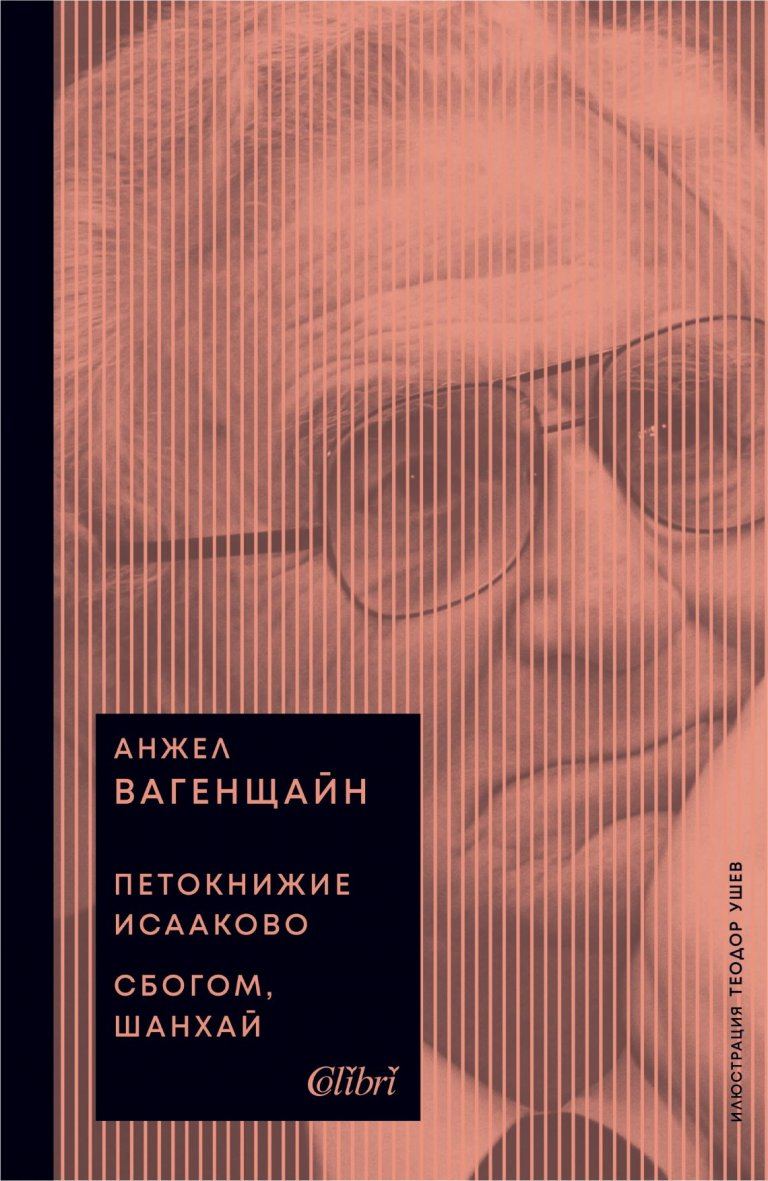 АНЖЕЛ
ВАГЕНЩАЙН
ПЕТОКНИЖИЕ
ИСААКОВО
СБОГОМ,
ШАНХАЙ
Colibri
ИЛЮСТРАЦИЯ ТЕОДОР УШЕВ